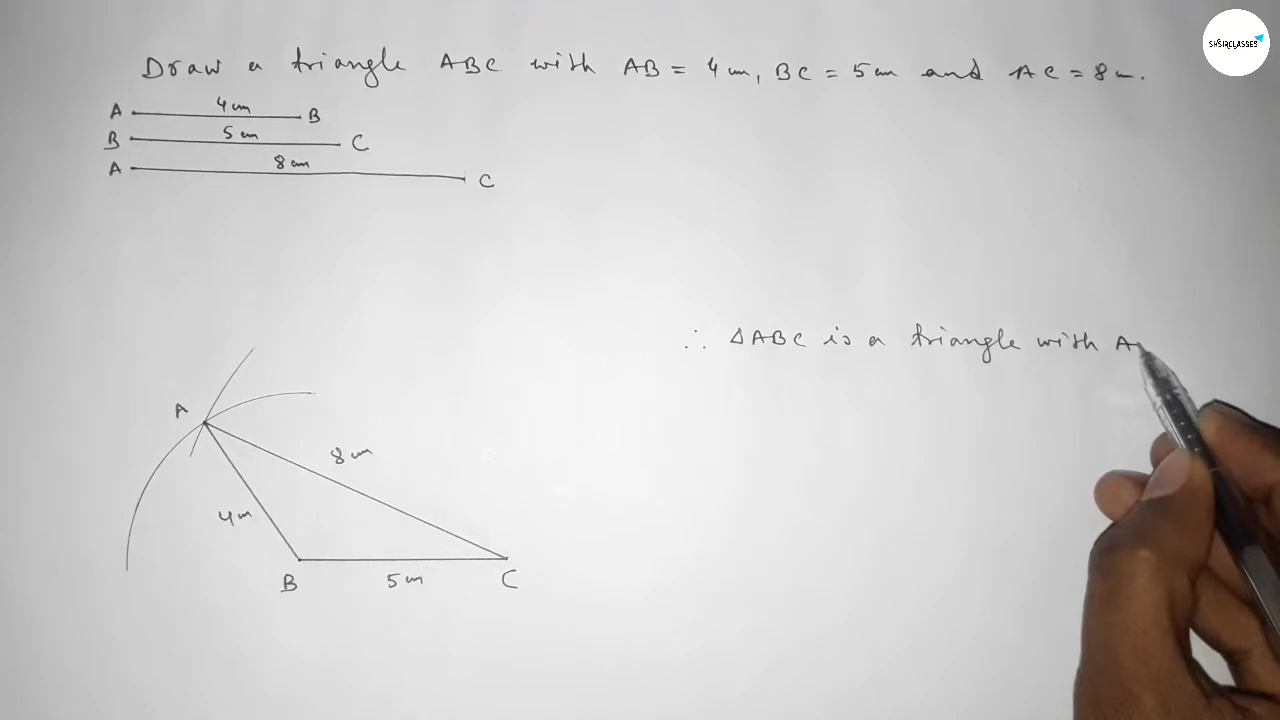 SHSIRCLASSES
Draw a triangle ABC with AB = 4 cm, BC = 5 cm and AC = 8 cm.
A 4 cm B
B 5 cm C
A 8 cm C
∴ ΔABC is a triangle with A
A
8 cm
4 cm
B 5 cm C